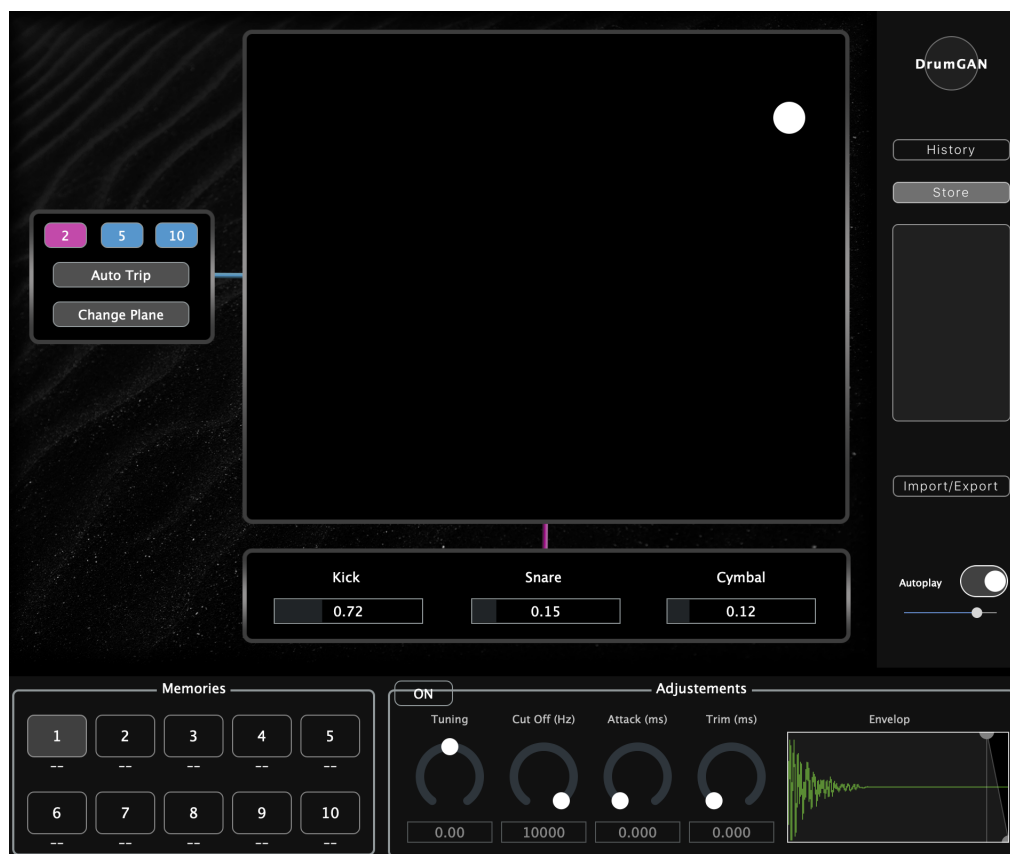 DrumGAN
History
Store
2 5 10
Auto Trip
Change Plane
Import/Export
Kick Snare Cymbal
0.72 0.15 0.12
Autoplay
Memories
1 2 3 4 5
-- -- -- -- --
6 7 8 9 10
-- -- -- -- --
ON
Adjustements
Tuning Cut Off (Hz) Attack (ms) Trim (ms) Envelop
0.00 10000 0.000 0.000